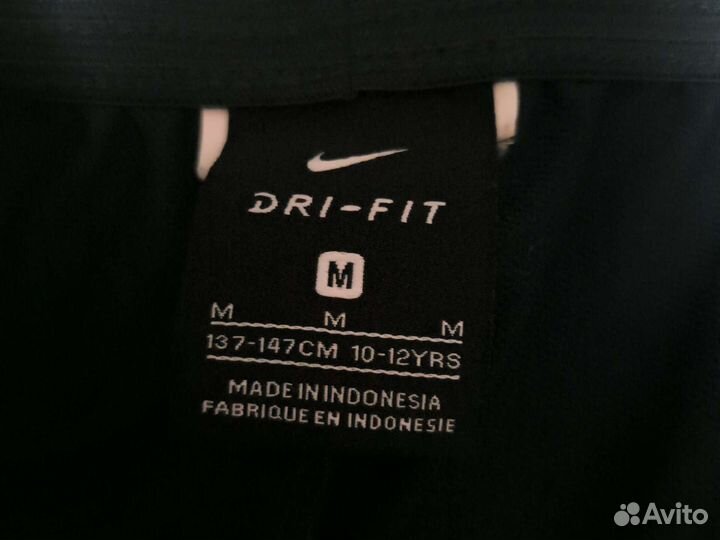 DRI-FIT
M
M M M
137-147CM 10-12YRS
MADE IN INDONESIA
FABRIQUE EN INDONESIE
Avito